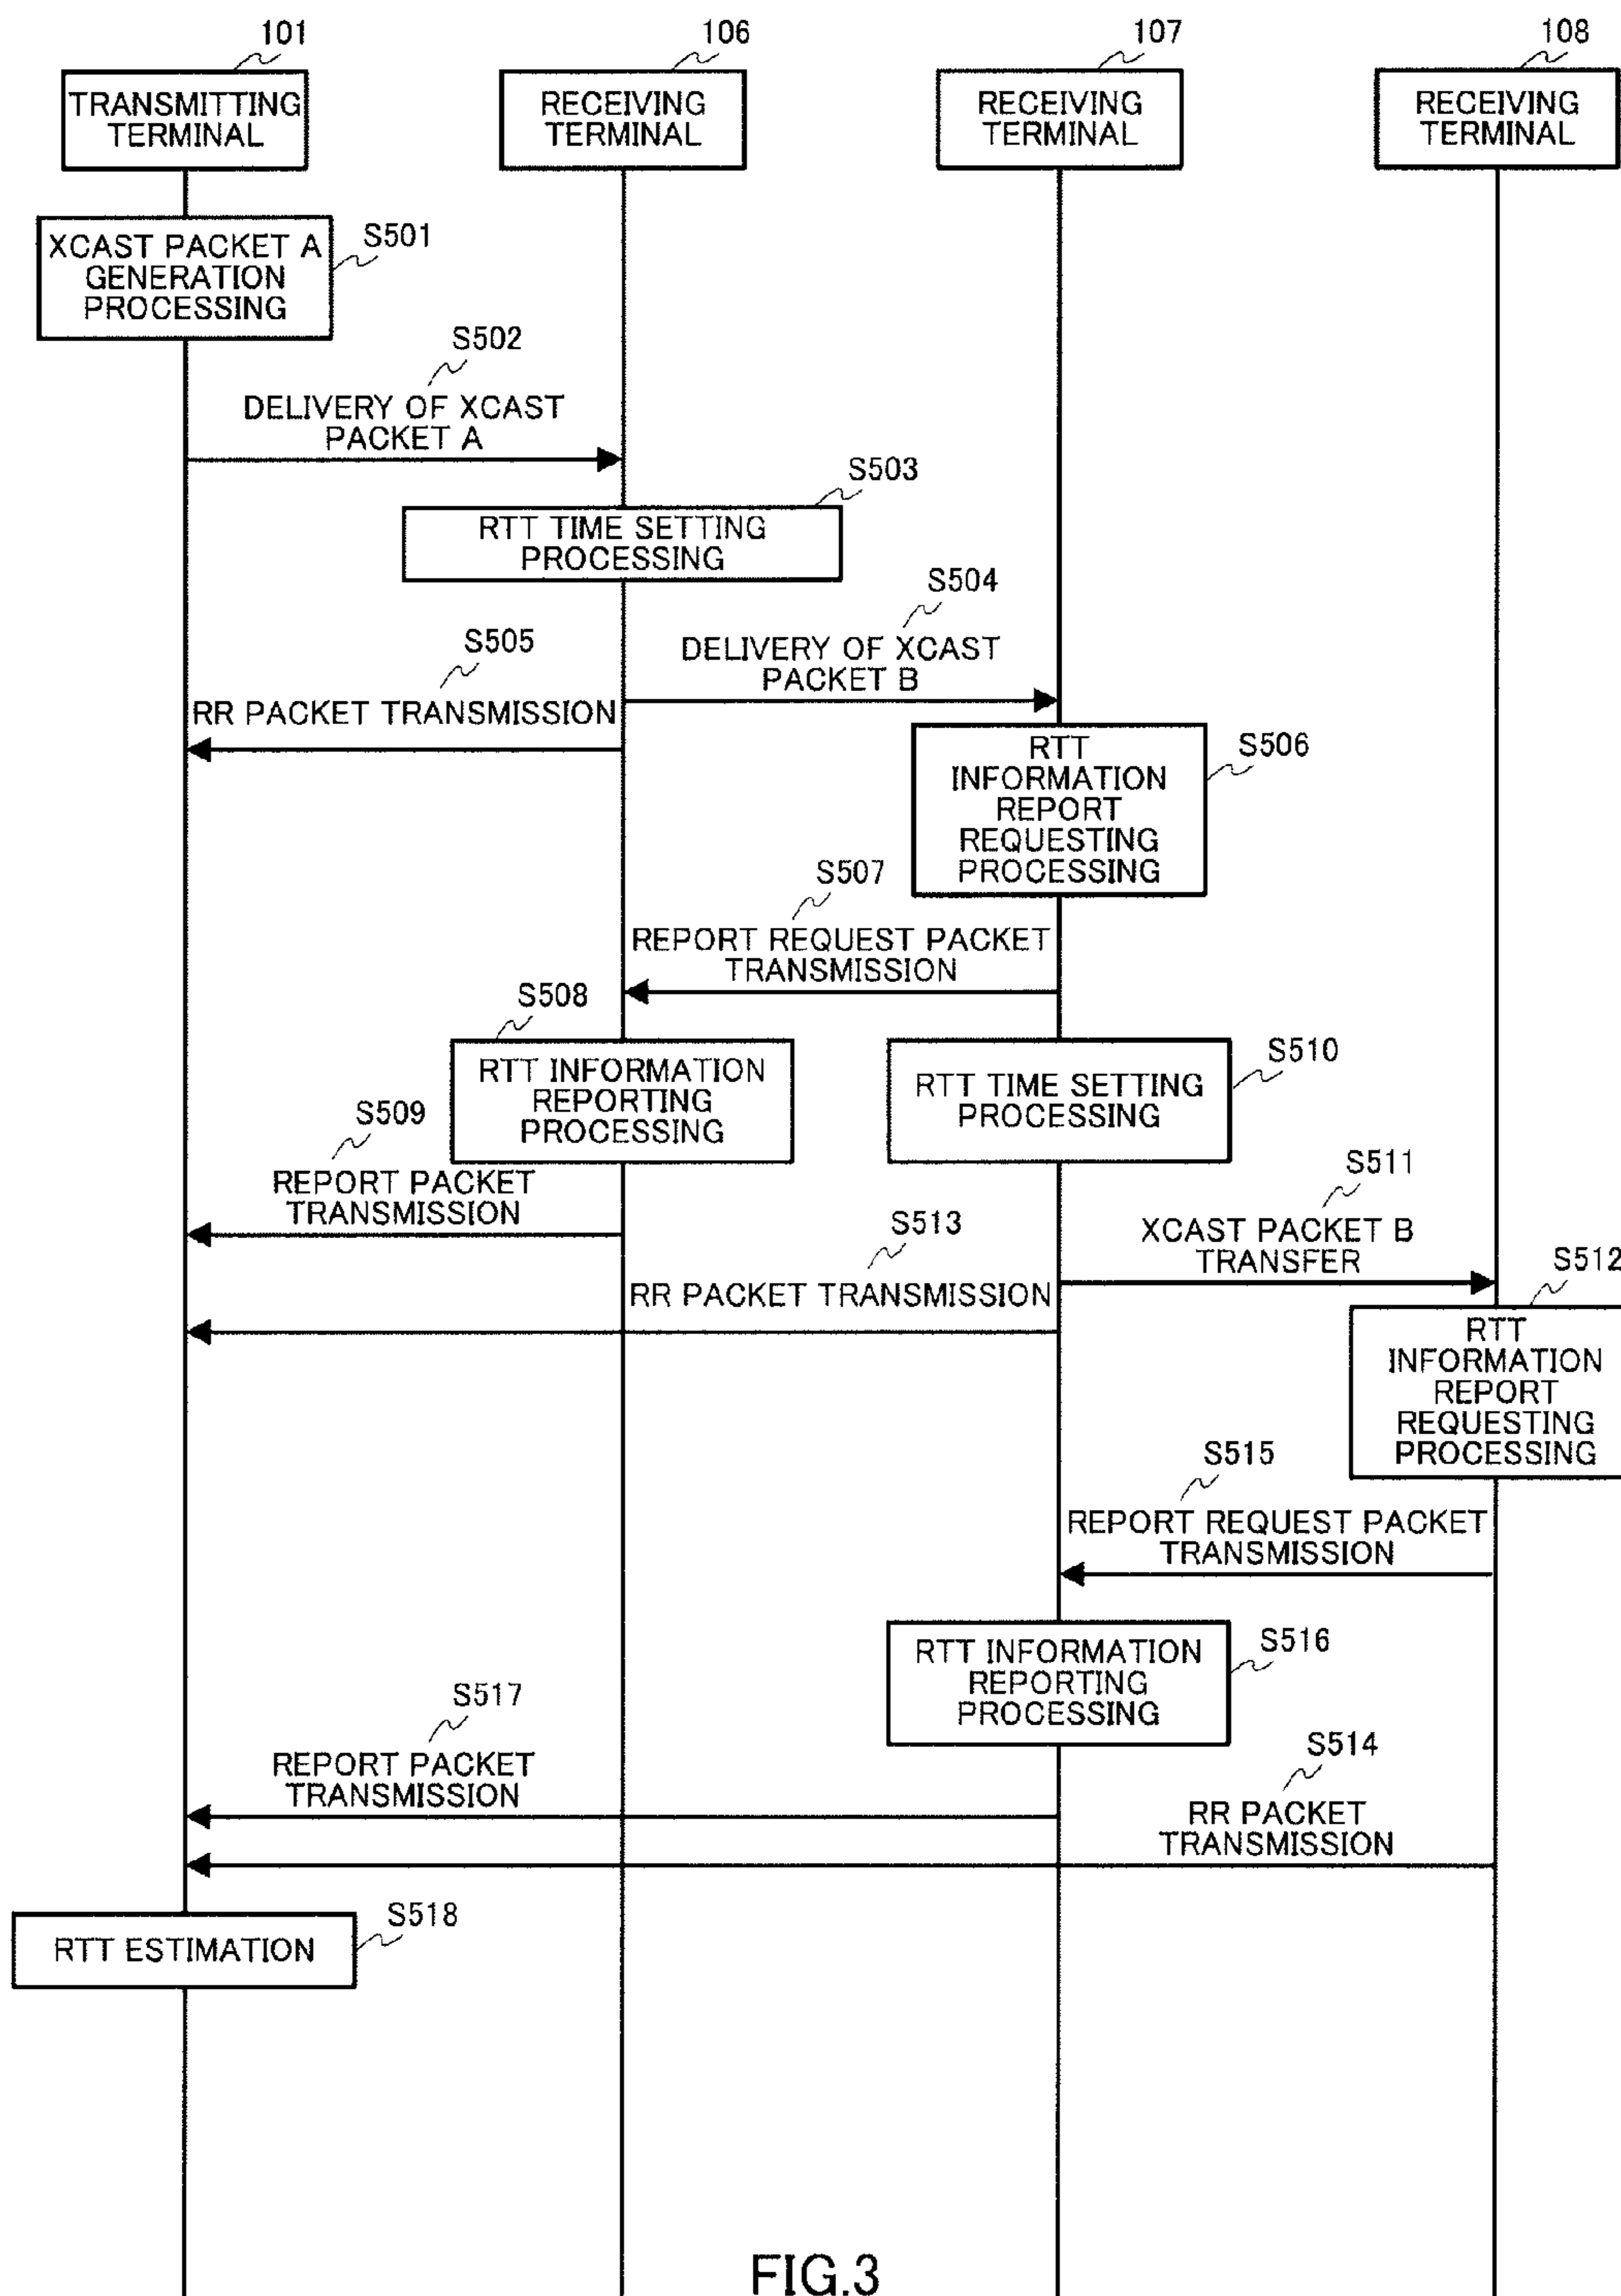 101
106
107
108
TRANSMITTING
TERMINAL
RECEIVING
TERMINAL
RECEIVING
TERMINAL
RECEIVING
TERMINAL
XCAST PACKET A
GENERATION
PROCESSING
S501
S502
DELIVERY OF XCAST
PACKET A
S503
RTT TIME SETTING
PROCESSING
S504
DELIVERY OF XCAST
PACKET B
S505
RR PACKET TRANSMISSION
RTT
INFORMATION
REPORT
REQUESTING
PROCESSING
S506
S507
REPORT REQUEST PACKET
TRANSMISSION
S508
RTT INFORMATION
REPORTING
PROCESSING
RTT TIME SETTING
PROCESSING
S510
S509
REPORT PACKET
TRANSMISSION
S511
XCAST PACKET B
TRANSFER
S513
RR PACKET TRANSMISSION
S512
RTT
INFORMATION
REPORT
REQUESTING
PROCESSING
S515
REPORT REQUEST PACKET
TRANSMISSION
RTT INFORMATION
REPORTING
PROCESSING
S516
S517
REPORT PACKET
TRANSMISSION
S514
RR PACKET
TRANSMISSION
RTT ESTIMATION
S518
FIG.3